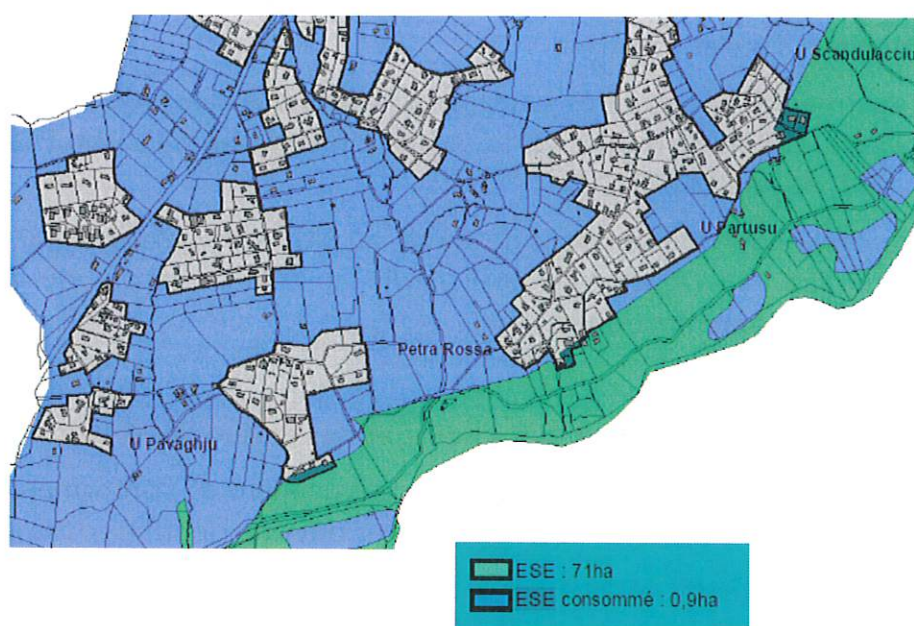 U Scandulacciu
U Partusu
Petra Rossa
U Pavaghju
ESE : 71ha
ESE consommé : 0,9ha